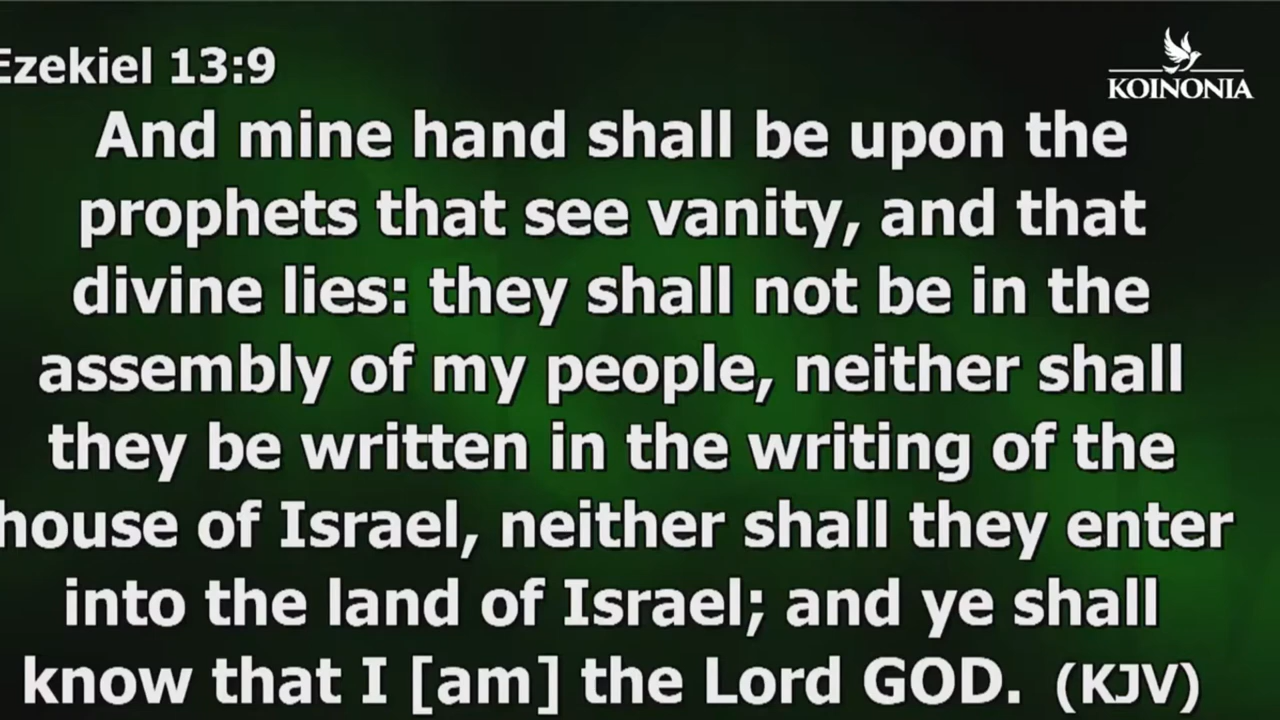 Ezekiel 13:9
KOINONIA
And mine hand shall be upon the
prophets that see vanity, and that
divine lies: they shall not be in the
assembly of my people, neither shall
they be written in the writing of the
house of Israel, neither shall they enter
into the land of Israel; and ye shall
know that I [am] the Lord GOD. (KJV)